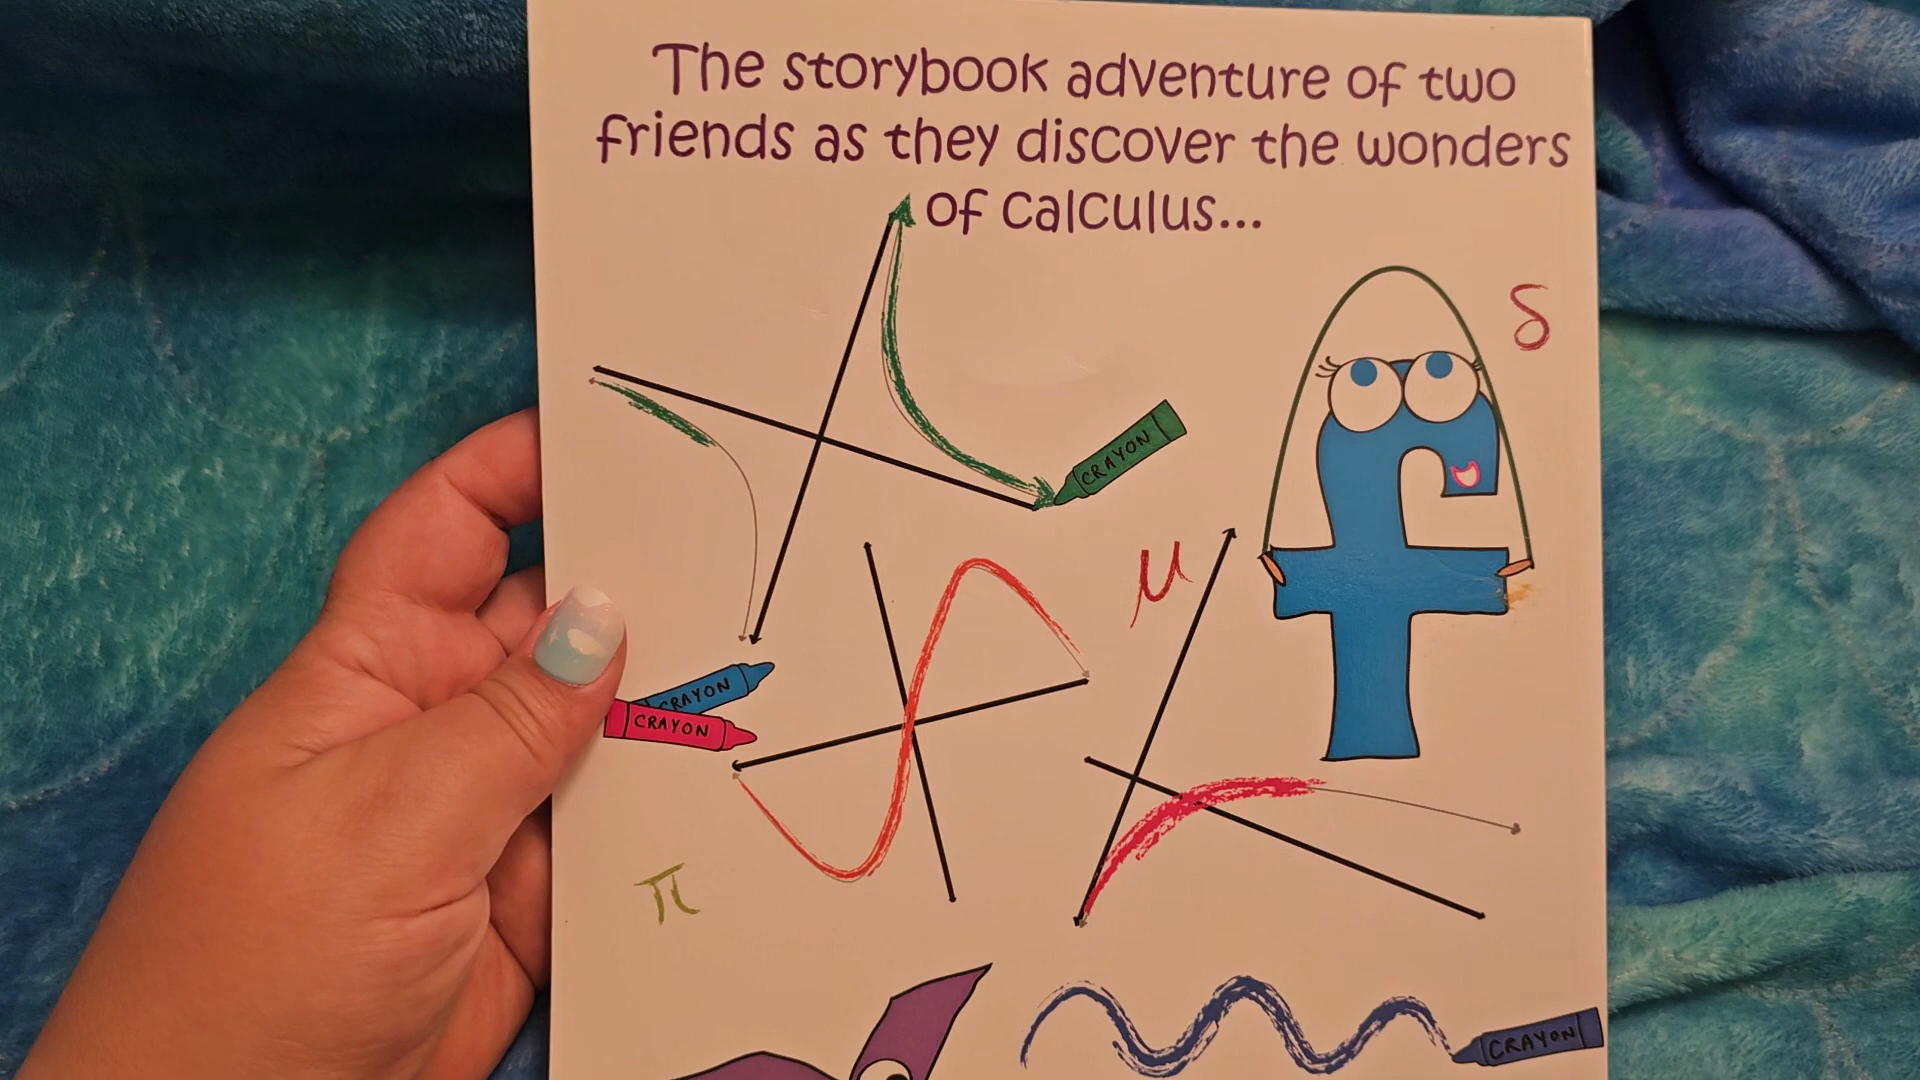 The storybook adventure of two
friends as they discover the wonders
of calculus...
δ
CRAYON
μ
CRAYON
CRAYON
π
CRAYON